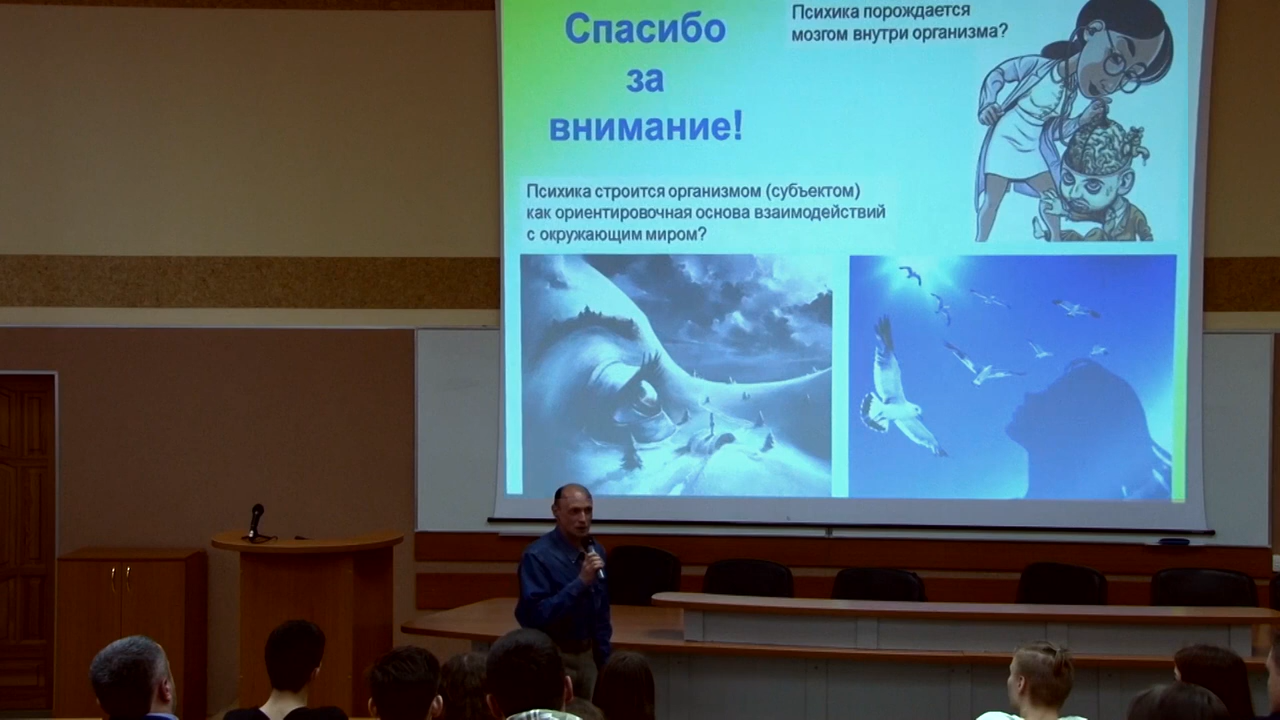 Спасибо
за
внимание!
Психика порождается
мозгом внутри организма?
Психика строится организмом (субъектом)
как ориентировочная основа взаимодействий
с окружающим миром?